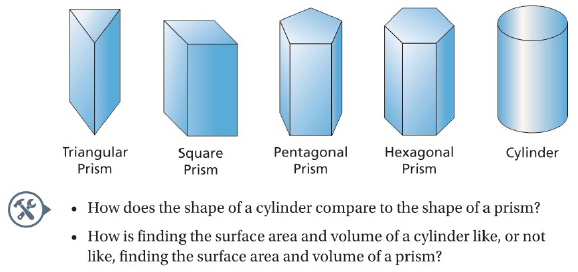 Triangular Prism
Square Prism
Pentagonal Prism
Hexagonal Prism
Cylinder
• How does the shape of a cylinder compare to the shape of a prism?
• How is finding the surface area and volume of a cylinder like, or not
like, finding the surface area and volume of a prism?